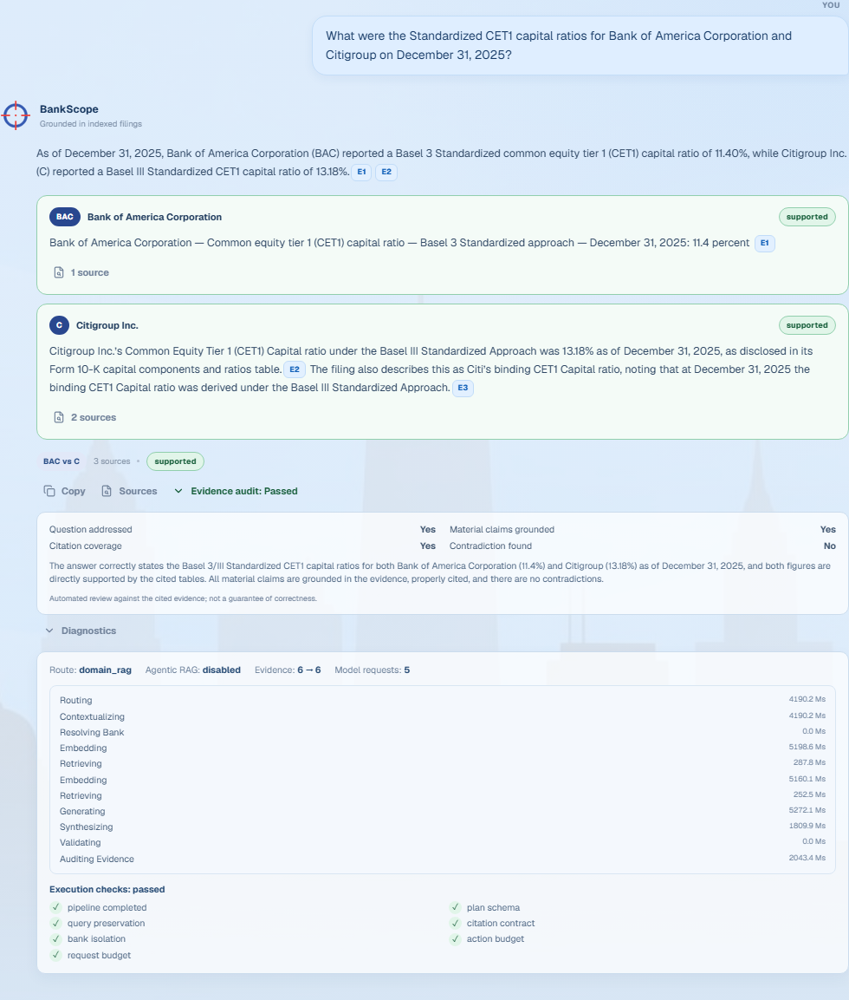 YOU
What were the Standardized CET1 capital ratios for Bank of America Corporation and
Citigroup on December 31, 2025?
BankScope
Grounded in indexed filings
As of December 31, 2025, Bank of America Corporation (BAC) reported a Basel 3 Standardized common equity tier 1 (CET1) capital ratio of 11.40%, while Citigroup Inc.
(C) reported a Basel III Standardized CET1 capital ratio of 13.18%. E1 E2
BAC Bank of America Corporation supported
Bank of America Corporation — Common equity tier 1 (CET1) capital ratio — Basel 3 Standardized approach — December 31, 2025: 11.4 percent E1
1 source
C Citigroup Inc. supported
Citigroup Inc.'s Common Equity Tier 1 (CET1) Capital ratio under the Basel III Standardized Approach was 13.18% as of December 31, 2025, as disclosed in its
Form 10-K capital components and ratios table. E2 The filing also describes this as Citi's binding CET1 Capital ratio, noting that at December 31, 2025 the
binding CET1 Capital ratio was derived under the Basel III Standardized Approach. E3
2 sources
BAC vs C 3 sources • supported
Copy Sources Evidence audit: Passed
Question addressed Yes Material claims grounded Yes
Citation coverage Yes Contradiction found No
The answer correctly states the Basel 3/III Standardized CET1 capital ratios for both Bank of America Corporation (11.4%) and Citigroup (13.18%) as of December 31, 2025, and both figures are
directly supported by the cited tables. All material claims are grounded in the evidence, properly cited, and there are no contradictions.
Automated review against the cited evidence; not a guarantee of correctness.
Diagnostics
Route: domain_rag Agentic RAG: disabled Evidence: 6 → 6 Model requests: 5
Routing 4190.2 Ms
Contextualizing 4190.2 Ms
Resolving Bank 0.0 Ms
Embedding 5198.6 Ms
Retrieving 287.8 Ms
Embedding 5160.1 Ms
Retrieving 252.5 Ms
Generating 5272.1 Ms
Synthesizing 1809.9 Ms
Validating 0.0 Ms
Auditing Evidence 2043.4 Ms
Execution checks: passed
✓ pipeline completed ✓ plan schema
✓ query preservation ✓ citation contract
✓ bank isolation ✓ action budget
✓ request budget